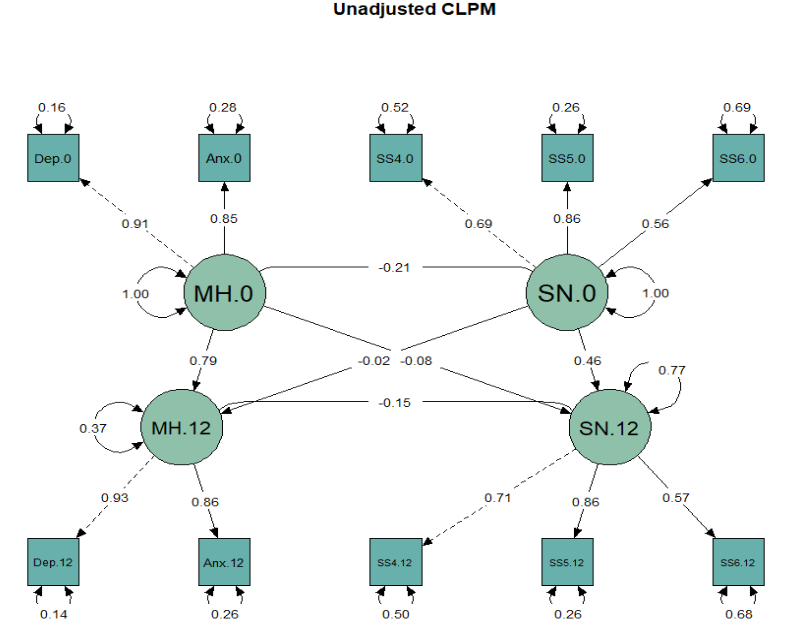 Unadjusted CLPM
0.16 0.28 0.52 0.26 0.69
Dep.0 Anx.0 SS4.0 SS5.0 SS6.0
0.91 0.85 0.69 0.86 0.56
-0.21
1.00 MH.0 SN.0 1.00
0.79 -0.02 -0.08 0.46 0.77
-0.15
0.37 MH.12 SN.12
0.93 0.86 0.71 0.86 0.57
Dep.12 Anx.12 SS4.12 SS5.12 SS6.12
0.14 0.26 0.50 0.26 0.68